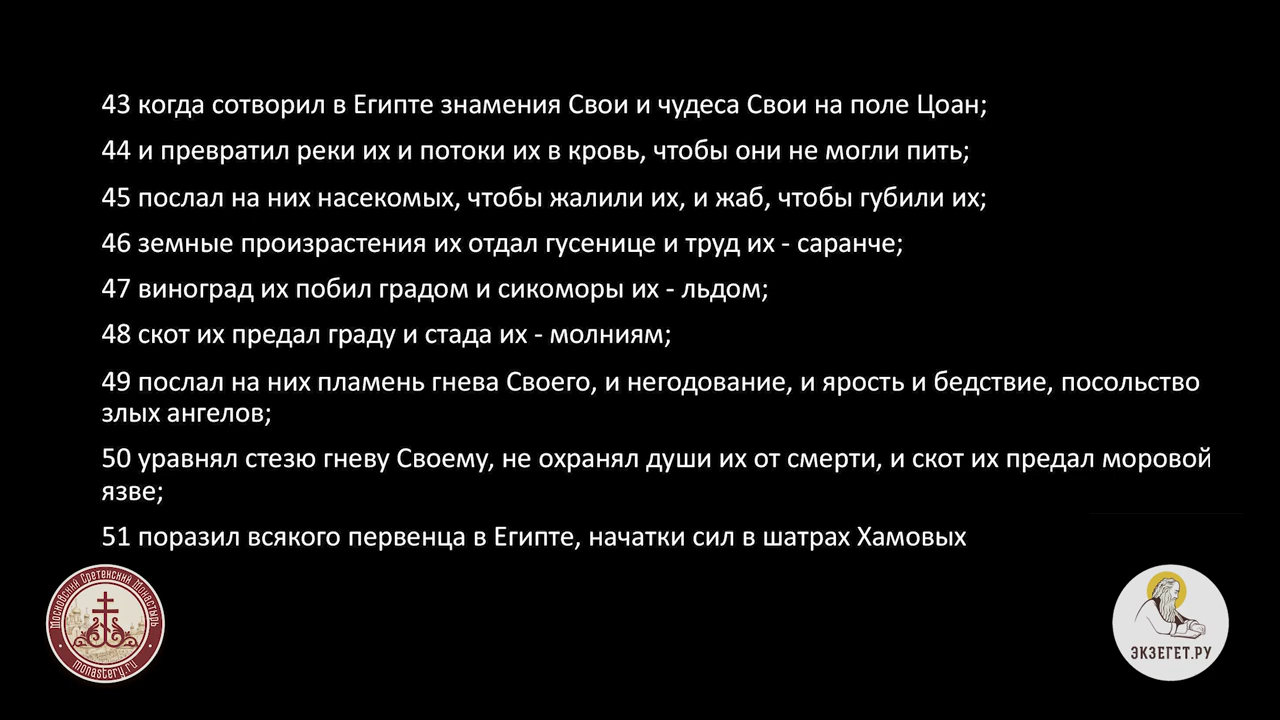 43 когда сотворил в Египте знамения Свои и чудеса Свои на поле Цоан;
44 и превратил реки их и потоки их в кровь, чтобы они не могли пить;
45 послал на них насекомых, чтобы жалили их, и жаб, чтобы губили их;
46 земные произрастения их отдал гусенице и труд их - саранче;
47 виноград их побил градом и сикоморы их - льдом;
48 скот их предал граду и стада их - молниям;
49 послал на них пламень гнева Своего, и негодование, и ярость и бедствие, посольство
злых ангелов;
50 уравнял стезю гневу Своему, не охранял души их от смерти, и скот их предал моровой
язве;
51 поразил всякого первенца в Египте, начатки сил в шатрах Хамовых
Московский Сретенский Монастырь
monastery.ru
ЭКЗЕГЕТ.РУ